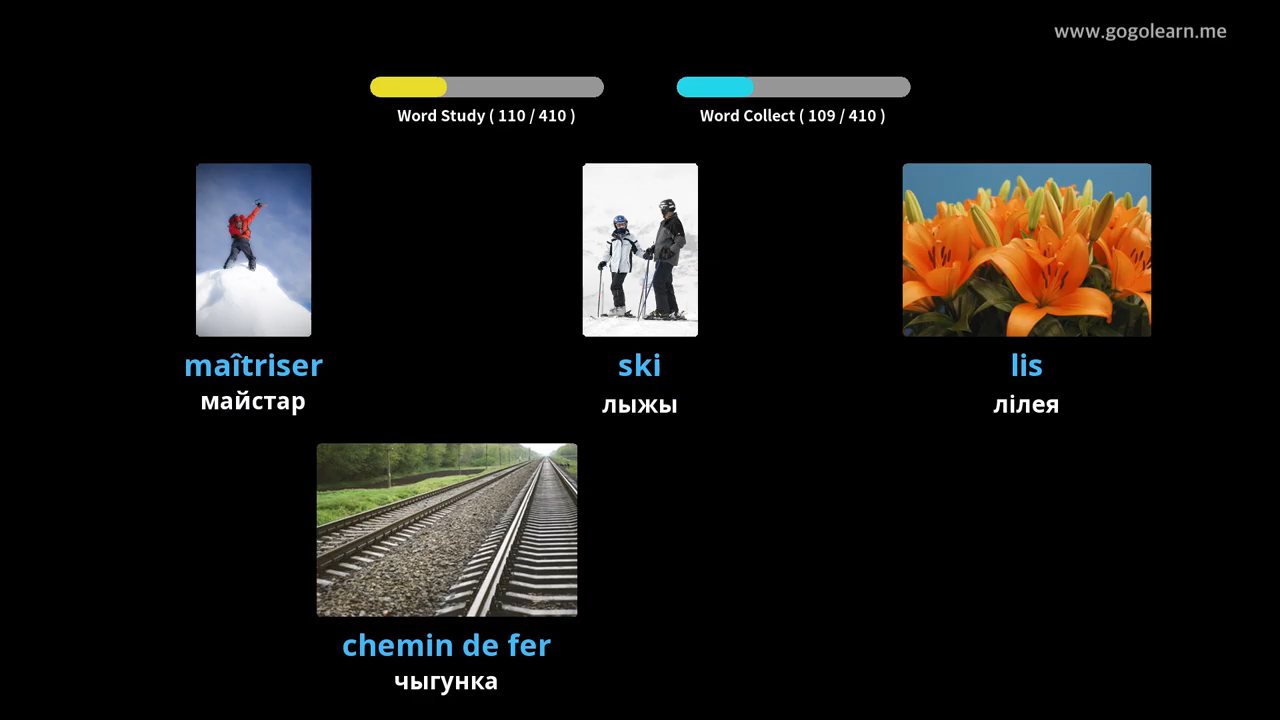 www.gogolearn.me
Word Study ( 110 / 410 )
Word Collect ( 109 / 410 )
maîtriser
майстар
ski
лыжы
lis
лілея
chemin de fer
чыгунка